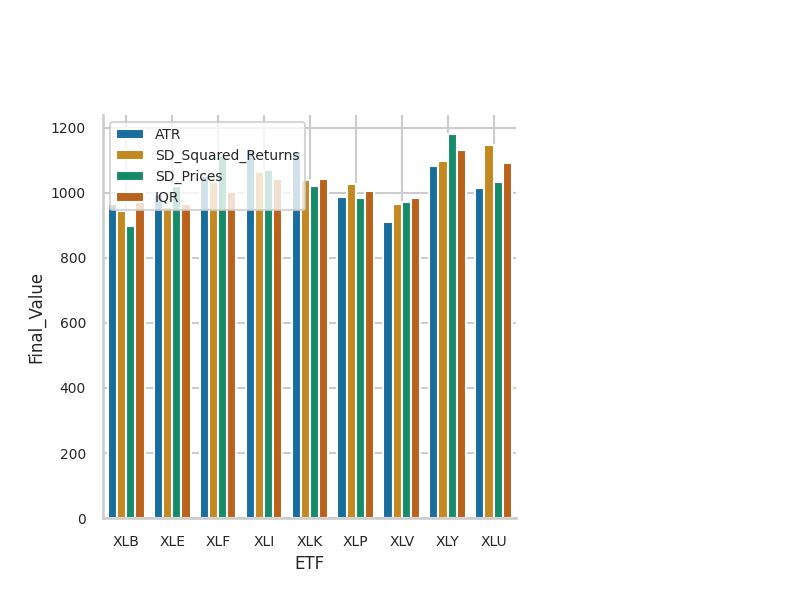 1200
1000
800
600
400
200
0
Final_Value
ATR
SD_Squared_Returns
SD_Prices
IQR
XLB XLE XLF XLI XLK XLP XLV XLY XLU
ETF